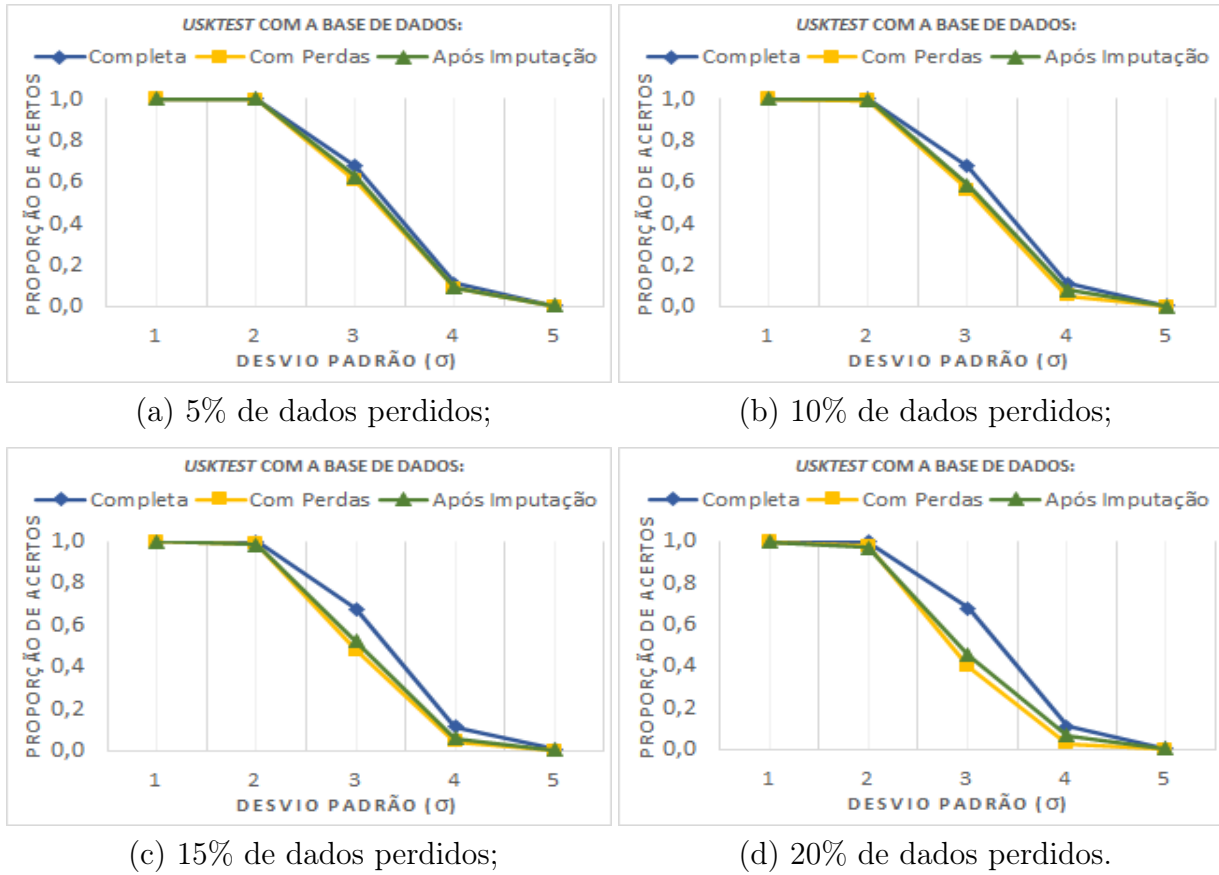 USKTEST COM A BASE DE DADOS:
Completa Com Perdas Após Imputação
PROPORÇÃO DE ACERTOS
1,0
0,8
0,6
0,4
0,2
0,0
1 2 3 4 5
DESVIO PADRÃO (σ)
(a) 5% de dados perdidos;
USKTEST COM A BASE DE DADOS:
Completa Com Perdas Após Imputação
PROPORÇÃO DE ACERTOS
1,0
0,8
0,6
0,4
0,2
0,0
1 2 3 4 5
DESVIO PADRÃO (σ)
(b) 10% de dados perdidos;
USKTEST COM A BASE DE DADOS:
Completa Com Perdas Após Imputação
PROPORÇÃO DE ACERTOS
1,0
0,8
0,6
0,4
0,2
0,0
1 2 3 4 5
DESVIO PADRÃO (σ)
(c) 15% de dados perdidos;
USKTEST COM A BASE DE DADOS:
Completa Com Perdas Após Imputação
PROPORÇÃO DE ACERTOS
1,0
0,8
0,6
0,4
0,2
0,0
1 2 3 4 5
DESVIO PADRÃO (σ)
(d) 20% de dados perdidos.